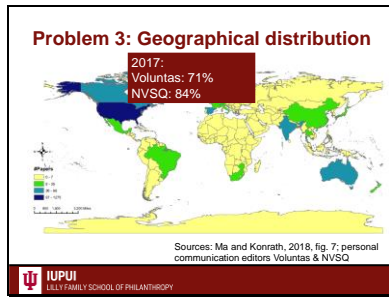 Problem 3: Geographical distribution
2017:
Voluntas: 71%
NVSQ: 84%
#Papers
Sources: Ma and Konrath, 2018, fig. 7; personal
communication editors Voluntas & NVSQ
IUPUI
LILLY FAMILY SCHOOL OF PHILANTHROPY